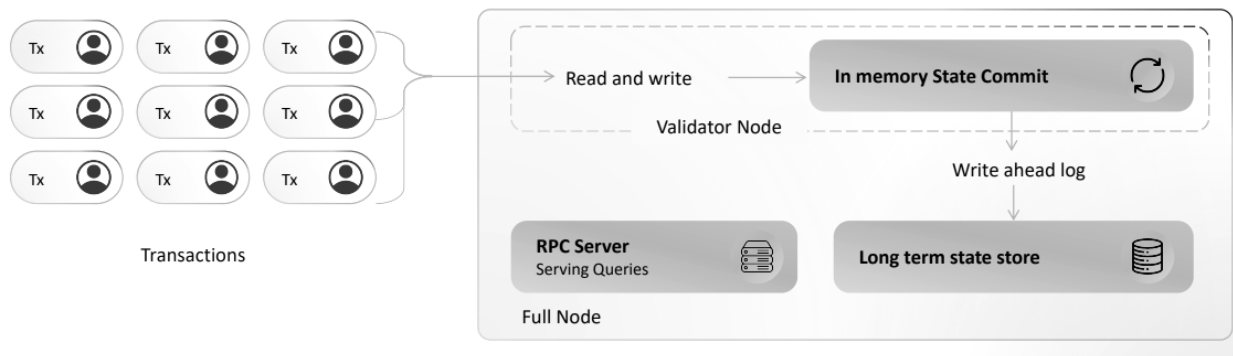 Tx
Tx
Tx
Tx
Tx
Tx
Tx
Tx
Tx
Transactions
Read and write
In memory State Commit
Validator Node
Write ahead log
RPC Server
Serving Queries
Long term state store
Full Node